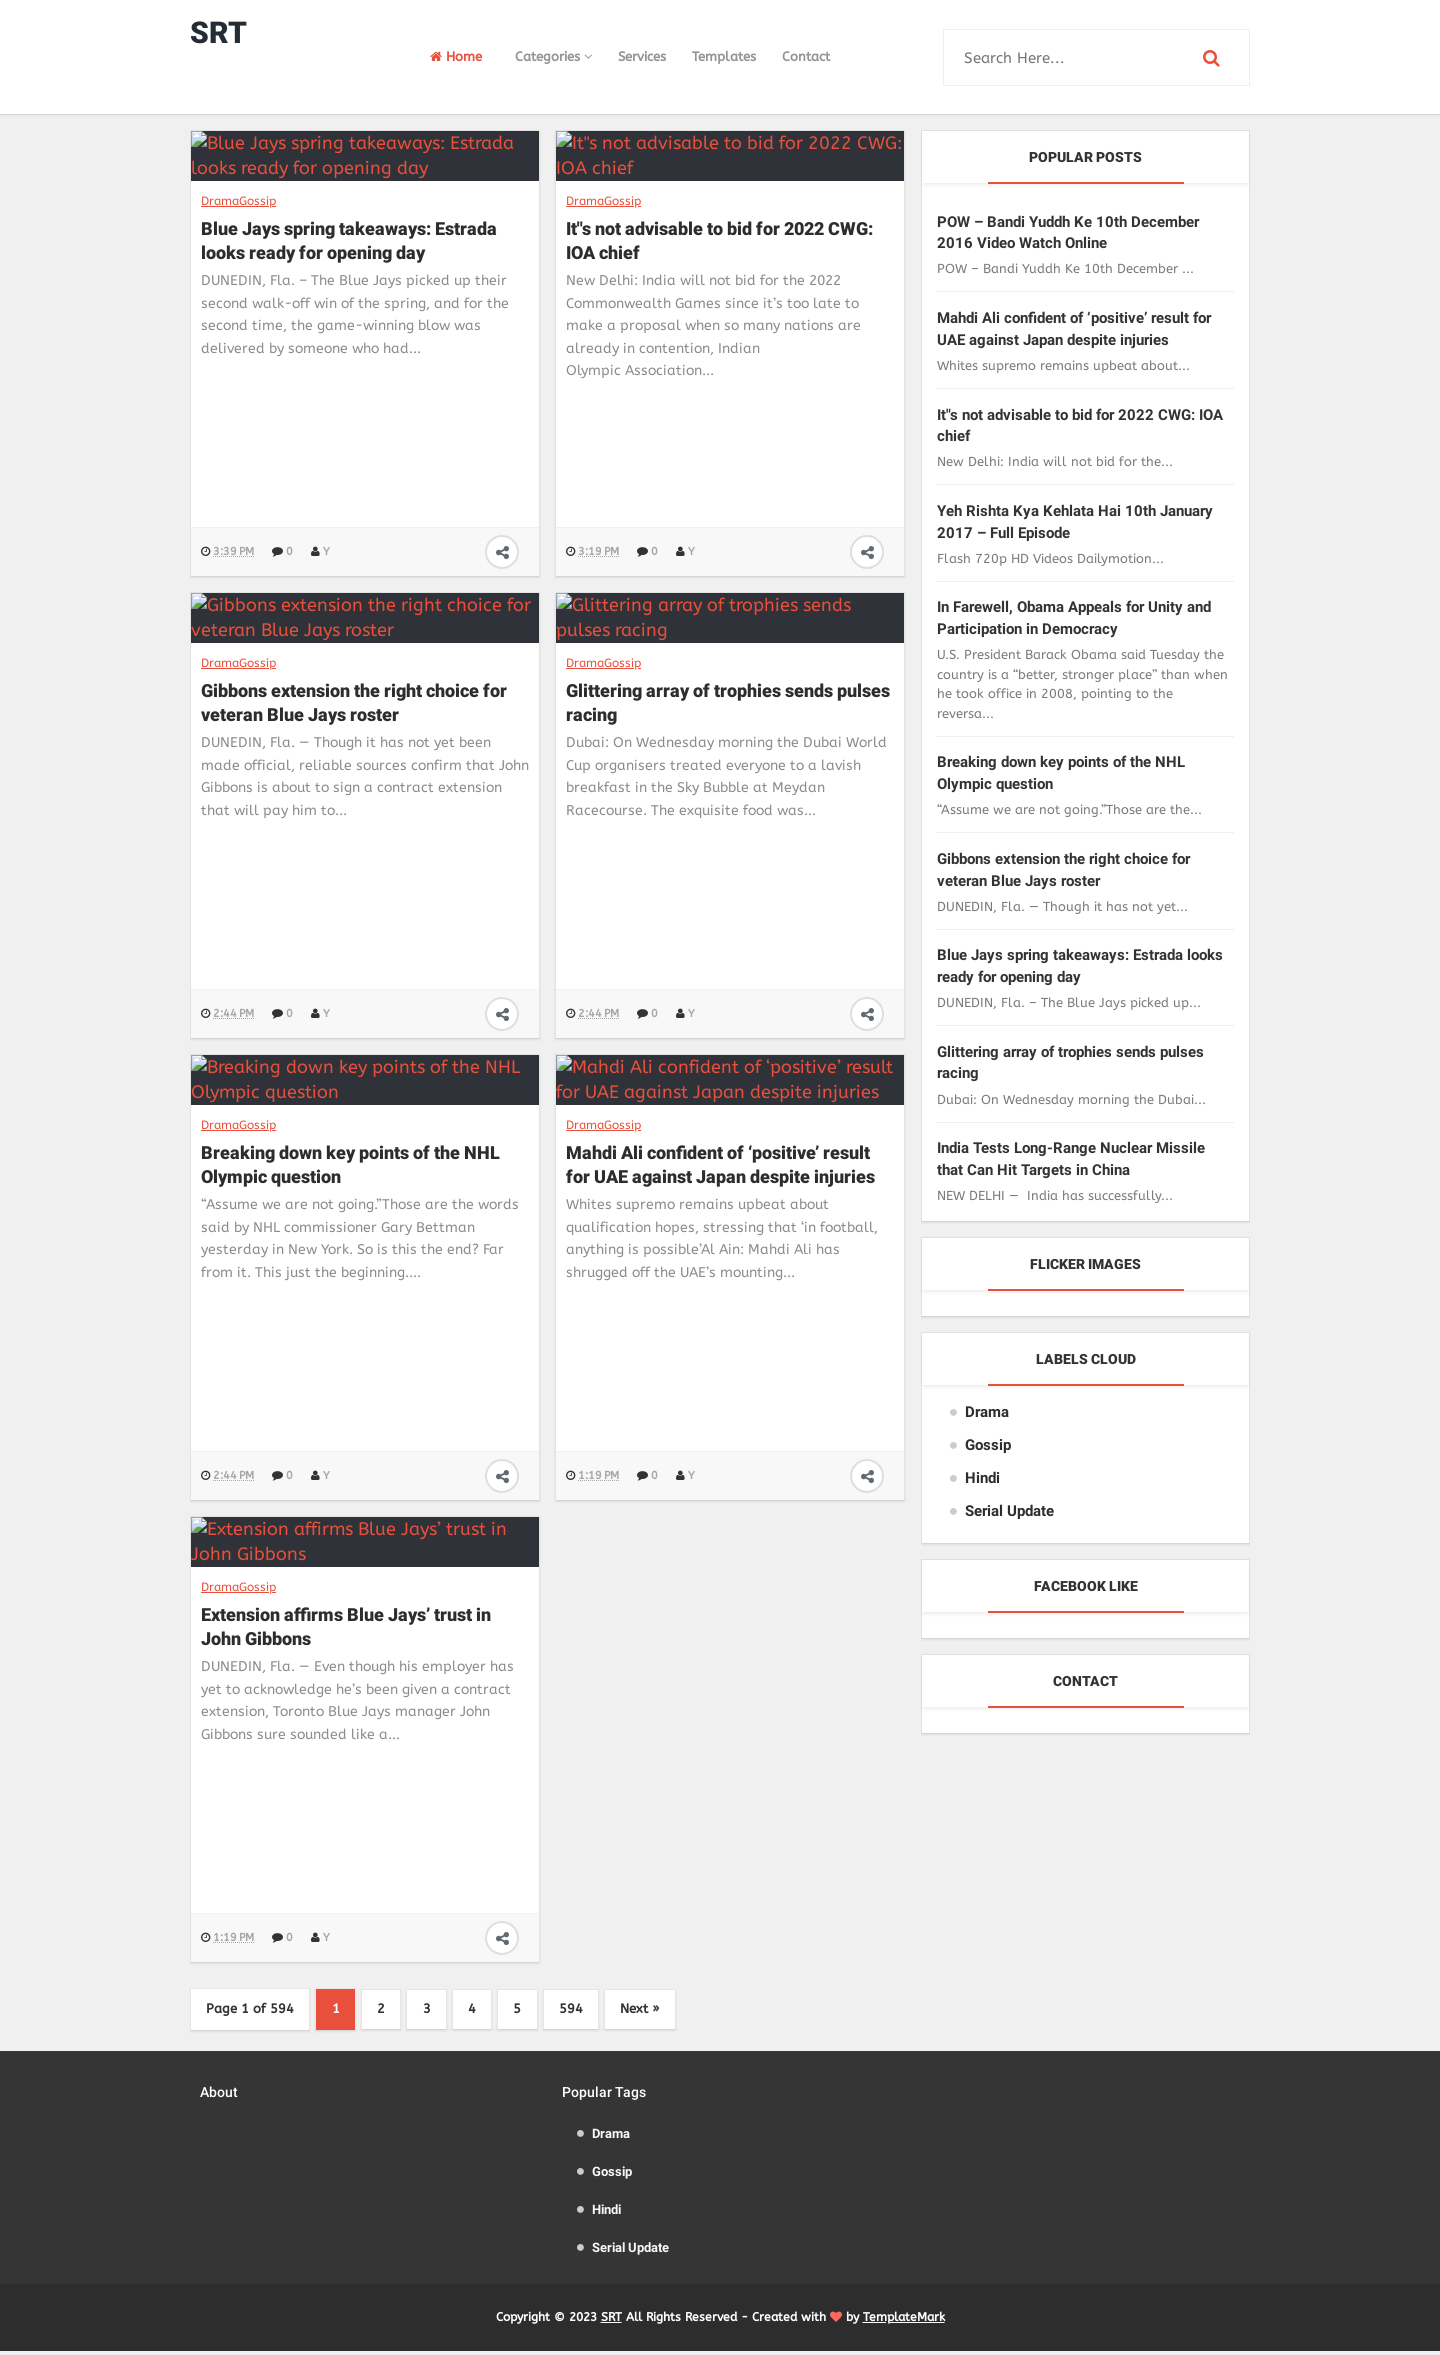 SRT
Home
Categories
Services
Templates
Contact
Search Here...
Blue Jays spring takeaways: Estrada
looks ready for opening day
DramaGossip
Blue Jays spring takeaways: Estrada
looks ready for opening day
DUNEDIN, Fla. – The Blue Jays picked up their
second walk-off win of the spring, and for the
second time, the game-winning blow was
delivered by someone who had...
3:39 PM 0 Y
It"s not advisable to bid for 2022 CWG:
IOA chief
DramaGossip
It"s not advisable to bid for 2022 CWG:
IOA chief
New Delhi: India will not bid for the 2022
Commonwealth Games since it’s too late to
make a proposal when so many nations are
already in contention, Indian
Olympic Association...
3:19 PM 0 Y
Gibbons extension the right choice for
veteran Blue Jays roster
DramaGossip
Gibbons extension the right choice for
veteran Blue Jays roster
DUNEDIN, Fla. — Though it has not yet been
made official, reliable sources confirm that John
Gibbons is about to sign a contract extension
that will pay him to...
2:44 PM 0 Y
Glittering array of trophies sends
pulses racing
DramaGossip
Glittering array of trophies sends pulses
racing
Dubai: On Wednesday morning the Dubai World
Cup organisers treated everyone to a lavish
breakfast in the Sky Bubble at Meydan
Racecourse. The exquisite food was...
2:44 PM 0 Y
Breaking down key points of the NHL
Olympic question
DramaGossip
Breaking down key points of the NHL
Olympic question
“Assume we are not going.”Those are the words
said by NHL commissioner Gary Bettman
yesterday in New York. So is this the end? Far
from it. This just the beginning....
2:44 PM 0 Y
Mahdi Ali confident of ‘positive’ result
for UAE against Japan despite injuries
DramaGossip
Mahdi Ali confident of ‘positive’ result
for UAE against Japan despite injuries
Whites supremo remains upbeat about
qualification hopes, stressing that ‘in football,
anything is possible’Al Ain: Mahdi Ali has
shrugged off the UAE’s mounting...
1:19 PM 0 Y
Extension affirms Blue Jays’ trust in
John Gibbons
DramaGossip
Extension affirms Blue Jays’ trust in
John Gibbons
DUNEDIN, Fla. — Even though his employer has
yet to acknowledge he’s been given a contract
extension, Toronto Blue Jays manager John
Gibbons sure sounded like a...
1:19 PM 0 Y
Page 1 of 594 1 2 3 4 5 594 Next »
POPULAR POSTS
POW – Bandi Yuddh Ke 10th December
2016 Video Watch Online
POW – Bandi Yuddh Ke 10th December ...
Mahdi Ali confident of ‘positive’ result for
UAE against Japan despite injuries
Whites supremo remains upbeat about...
It"s not advisable to bid for 2022 CWG: IOA
chief
New Delhi: India will not bid for the...
Yeh Rishta Kya Kehlata Hai 10th January
2017 – Full Episode
Flash 720p HD Videos Dailymotion...
In Farewell, Obama Appeals for Unity and
Participation in Democracy
U.S. President Barack Obama said Tuesday the
country is a “better, stronger place” than when
he took office in 2008, pointing to the
reversa...
Breaking down key points of the NHL
Olympic question
“Assume we are not going.”Those are the...
Gibbons extension the right choice for
veteran Blue Jays roster
DUNEDIN, Fla. — Though it has not yet...
Blue Jays spring takeaways: Estrada looks
ready for opening day
DUNEDIN, Fla. – The Blue Jays picked up...
Glittering array of trophies sends pulses
racing
Dubai: On Wednesday morning the Dubai...
India Tests Long-Range Nuclear Missile
that Can Hit Targets in China
NEW DELHI — India has successfully...
FLICKER IMAGES
LABELS CLOUD
Drama
Gossip
Hindi
Serial Update
FACEBOOK LIKE
CONTACT
About
Popular Tags
Drama
Gossip
Hindi
Serial Update
Copyright © 2023 SRT All Rights Reserved - Created with by TemplateMark